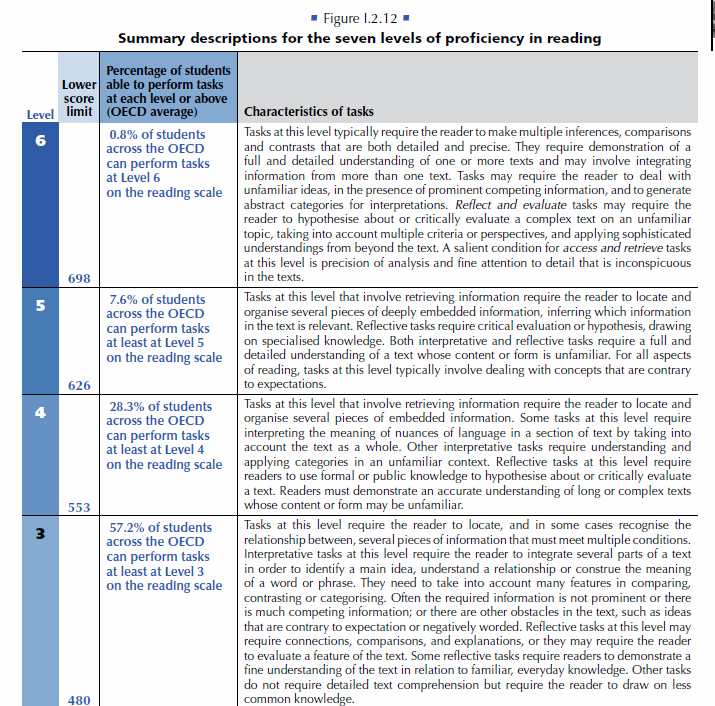 Figure I.2.12
Summary descriptions for the seven levels of proficiency in reading
Level
Lower
score
limit
Percentage of students
able to perform tasks
at each level or above
(OECD average)
Characteristics of tasks
6
698
0.8% of students
across the OECD
can perform tasks
at Level 6
on the reading scale
Tasks at this level typically require the reader to make multiple inferences, comparisons
and contrasts that are both detailed and precise. They require demonstration of a
full and detailed understanding of one or more texts and may involve integrating
information from more than one text. Tasks may require the reader to deal with
unfamiliar ideas, in the presence of prominent competing information, and to generate
abstract categories for interpretations. Reflect and evaluate tasks may require the
reader to hypothesise about or critically evaluate a complex text on an unfamiliar
topic, taking into account multiple criteria or perspectives, and applying sophisticated
understandings from beyond the text. A salient condition for access and retrieve tasks
at this level is precision of analysis and fine attention to detail that is inconspicuous
in the texts.
5
626
7.6% of students
across the OECD
can perform tasks
at least at Level 5
on the reading scale
Tasks at this level that involve retrieving information require the reader to locate and
organise several pieces of deeply embedded information, inferring which information
in the text is relevant. Reflective tasks require critical evaluation or hypothesis, drawing
on specialised knowledge. Both interpretative and reflective tasks require a full and
detailed understanding of a text whose content or form is unfamiliar. For all aspects
of reading, tasks at this level typically involve dealing with concepts that are contrary
to expectations.
4
553
28.3% of students
across the OECD
can perform tasks
at least at Level 4
on the reading scale
Tasks at this level that involve retrieving information require the reader to locate and
organise several pieces of embedded information. Some tasks at this level require
interpreting the meaning of nuances of language in a section of text by taking into
account the text as a whole. Other interpretative tasks require understanding and
applying categories in an unfamiliar context. Reflective tasks at this level require
readers to use formal or public knowledge to hypothesise about or critically evaluate
a text. Readers must demonstrate an accurate understanding of long or complex texts
whose content or form may be unfamiliar.
3
480
57.2% of students
across the OECD
can perform tasks
at least at Level 3
on the reading scale
Tasks at this level require the reader to locate, and in some cases recognise the
relationship between, several pieces of information that must meet multiple conditions.
Interpretative tasks at this level require the reader to integrate several parts of a text
in order to identify a main idea, understand a relationship or construe the meaning
of a word or phrase. They need to take into account many features in comparing,
contrasting or categorising. Often the required information is not prominent or there
is much competing information; or there are other obstacles in the text, such as ideas
that are contrary to expectation or negatively worded. Reflective tasks at this level may
require connections, comparisons, and explanations, or they may require the reader
to evaluate a feature of the text. Some reflective tasks require readers to demonstrate a
fine understanding of the text in relation to familiar, everyday knowledge. Other tasks
do not require detailed text comprehension but require the reader to draw on less
common knowledge.